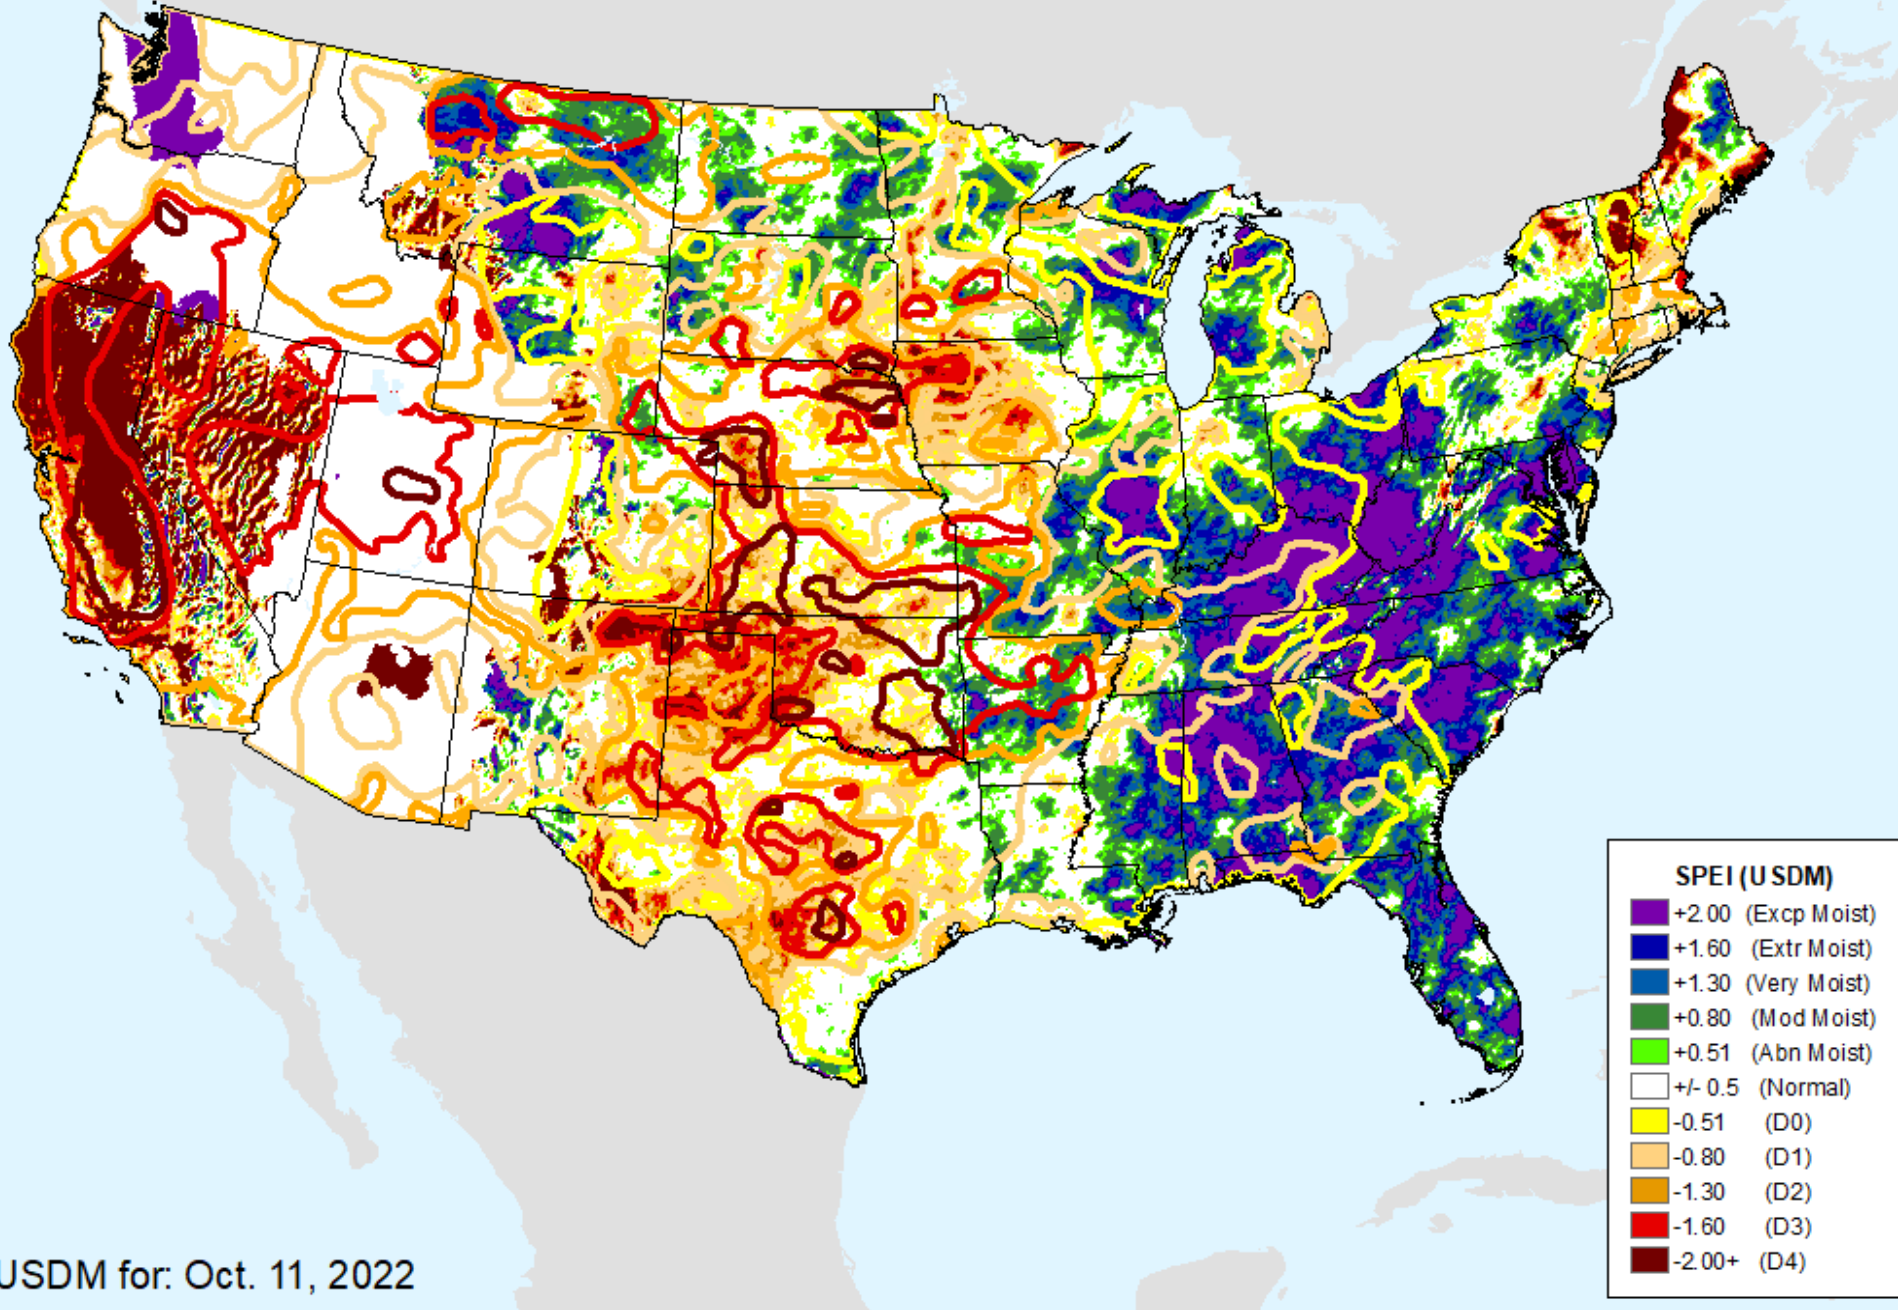 SPEI (USDM)
+2.00 (Excp Moist)
+1.60 (Extr Moist)
+1.30 (Very Moist)
+0.80 (Mod Moist)
+0.51 (Abn Moist)
+/- 0.5 (Normal)
-0.51 (D0)
-0.80 (D1)
-1.30 (D2)
-1.60 (D3)
-2.00+ (D4)
USDM for: Oct. 11, 2022